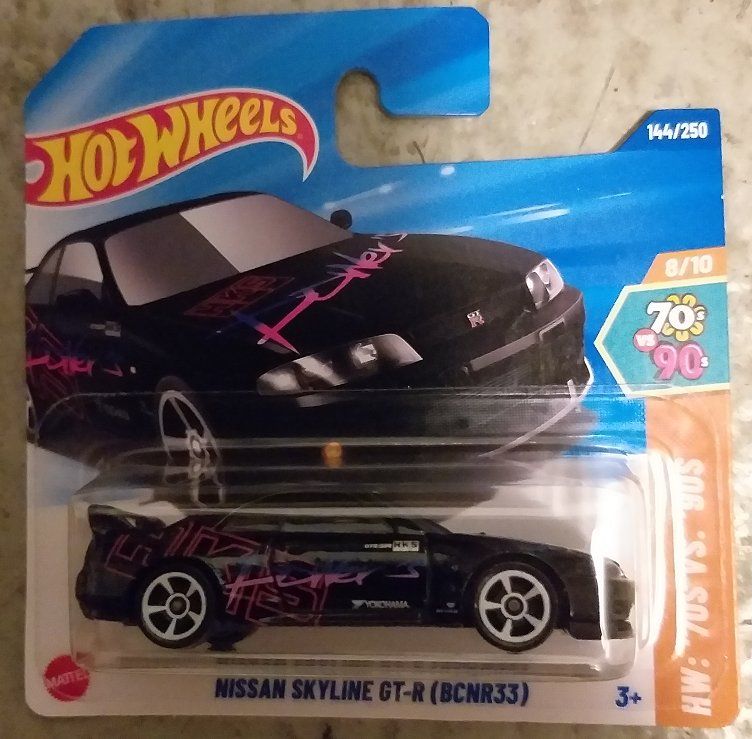 HOT WHEELS
144/250
8/10
70s
VS
90s
HKS
R
HKS
YOKOHAMA
HW: '70S VS. '90S
MATTEL
NISSAN SKYLINE GT-R (BCNR33)
3+